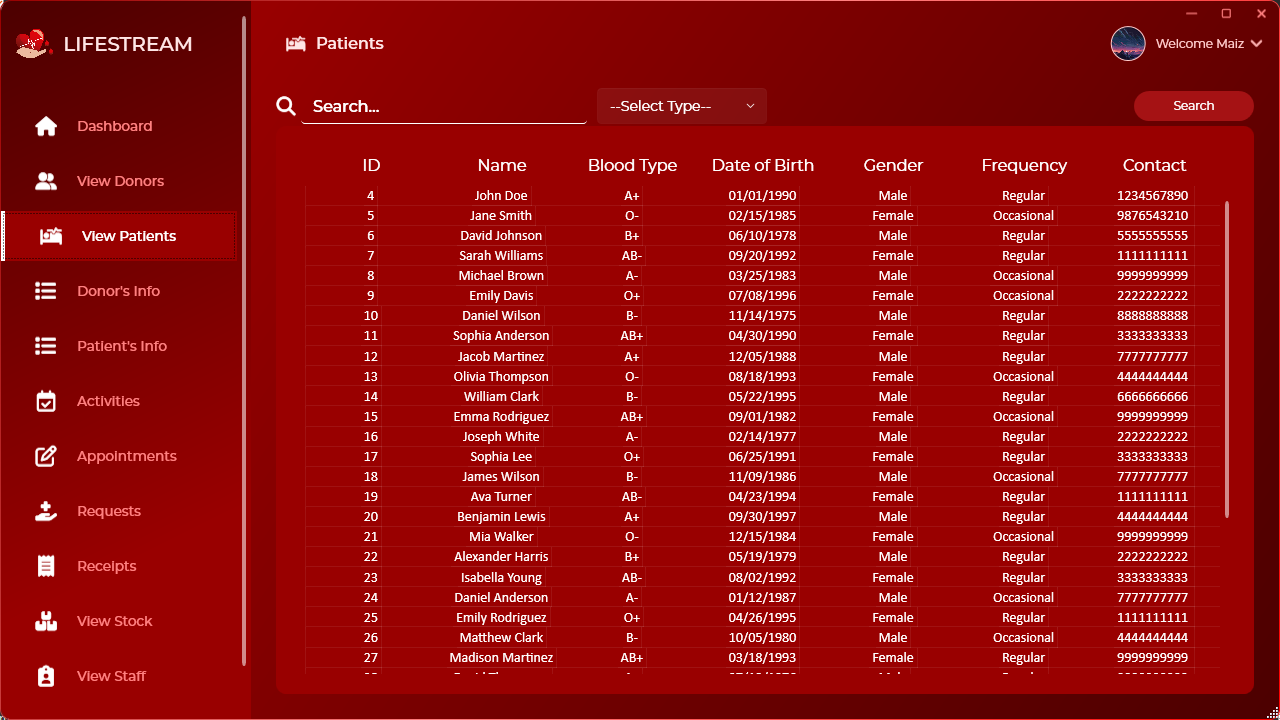 LIFESTREAM
Dashboard
View Donors
View Patients
Donor's Info
Patient's Info
Activities
Appointments
Requests
Receipts
View Stock
View Staff
Patients
Welcome Maiz
Search...
--Select Type--
Search
ID Name Blood Type Date of Birth Gender Frequency Contact
4 John Doe A+ 01/01/1990 Male Regular 1234567890
5 Jane Smith O- 02/15/1985 Female Occasional 9876543210
6 David Johnson B+ 06/10/1978 Male Regular 5555555555
7 Sarah Williams AB- 09/20/1992 Female Regular 1111111111
8 Michael Brown A- 03/25/1983 Male Occasional 9999999999
9 Emily Davis O+ 07/08/1996 Female Occasional 2222222222
10 Daniel Wilson B- 11/14/1975 Male Regular 8888888888
11 Sophia Anderson AB+ 04/30/1990 Female Regular 3333333333
12 Jacob Martinez A+ 12/05/1988 Male Regular 7777777777
13 Olivia Thompson O- 08/18/1993 Female Occasional 4444444444
14 William Clark B- 05/22/1995 Male Regular 6666666666
15 Emma Rodriguez AB+ 09/01/1982 Female Occasional 9999999999
16 Joseph White A- 02/14/1977 Male Regular 2222222222
17 Sophia Lee O+ 06/25/1991 Female Regular 3333333333
18 James Wilson B- 11/09/1986 Male Occasional 7777777777
19 Ava Turner AB- 04/23/1994 Female Regular 1111111111
20 Benjamin Lewis A+ 09/30/1997 Male Regular 4444444444
21 Mia Walker O- 12/15/1984 Female Occasional 9999999999
22 Alexander Harris B+ 05/19/1979 Male Regular 2222222222
23 Isabella Young AB- 08/02/1992 Female Regular 3333333333
24 Daniel Anderson A- 01/12/1987 Male Occasional 7777777777
25 Emily Rodriguez O+ 04/26/1995 Female Regular 1111111111
26 Matthew Clark B- 10/05/1980 Male Occasional 4444444444
27 Madison Martinez AB+ 03/18/1993 Female Regular 9999999999